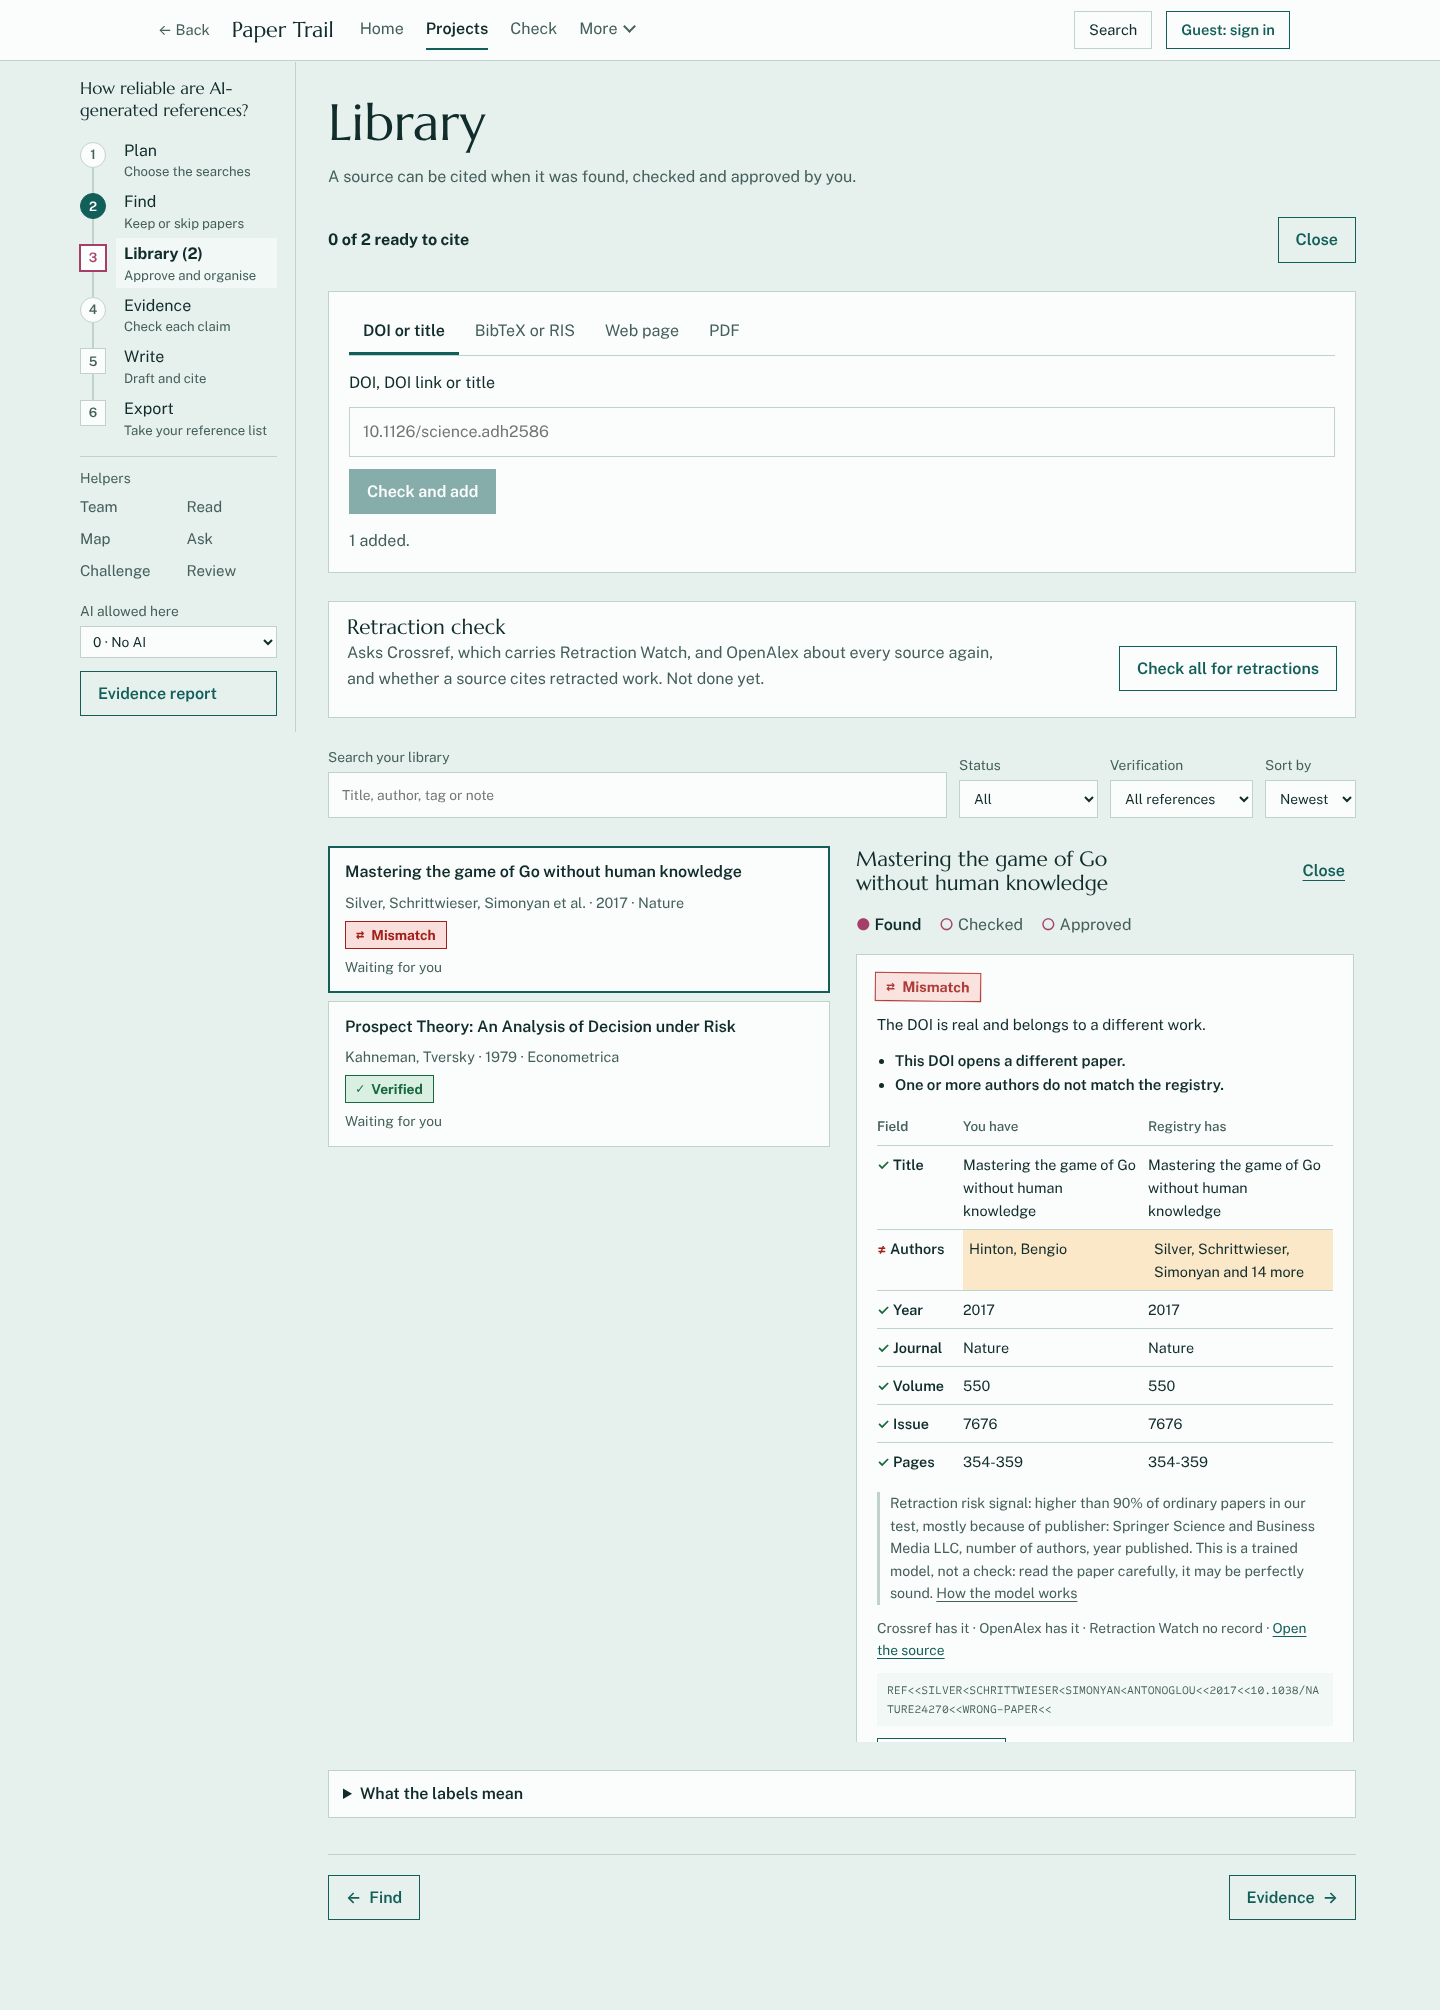 ← Back
Paper Trail
Home
Projects
Check
More
Search
Guest: sign in
How reliable are AI-
generated references?
1
Plan
Choose the searches
2
Find
Keep or skip papers
3
Library (2)
Approve and organise
4
Evidence
Check each claim
5
Write
Draft and cite
6
Export
Take your reference list
Helpers
Team
Read
Map
Ask
Challenge
Review
AI allowed here
0 · No AI
Evidence report
Library
A source can be cited when it was found, checked and approved by you.
0 of 2 ready to cite
Close
DOI or title
BibTeX or RIS
Web page
PDF
DOI, DOI link or title
10.1126/science.adh2586
Check and add
1 added.
Retraction check
Asks Crossref, which carries Retraction Watch, and OpenAlex about every source again,
and whether a source cites retracted work. Not done yet.
Check all for retractions
Search your library
Title, author, tag or note
Status
All
Verification
All references
Sort by
Newest
Mastering the game of Go without human knowledge
Silver, Schrittwieser, Simonyan et al. · 2017 · Nature
⇄ Mismatch
Waiting for you
Prospect Theory: An Analysis of Decision under Risk
Kahneman, Tversky · 1979 · Econometrica
✓ Verified
Waiting for you
Mastering the game of Go
without human knowledge
Close
Found
Checked
Approved
⇄ Mismatch
The DOI is real and belongs to a different work.
• This DOI opens a different paper.
• One or more authors do not match the registry.
Field You have Registry has
✓ Title Mastering the game of Go Mastering the game of Go
without human without human
knowledge knowledge
≠ Authors Hinton, Bengio Silver, Schrittwieser,
Simonyan and 14 more
✓ Year 2017 2017
✓ Journal Nature Nature
✓ Volume 550 550
✓ Issue 7676 7676
✓ Pages 354-359 354-359
Retraction risk signal: higher than 90% of ordinary papers in our
test, mostly because of publisher: Springer Science and Business
Media LLC, number of authors, year published. This is a trained
model, not a check: read the paper carefully, it may be perfectly
sound. How the model works
Crossref has it · OpenAlex has it · Retraction Watch no record · Open
the source
REF<<SILVER<SCHRITTWIESER<SIMONYAN<ANTONOGLOU<<2017<<10.1038/NA
TURE24270<<WRONG-PAPER<<
▶ What the labels mean
← Find
Evidence →